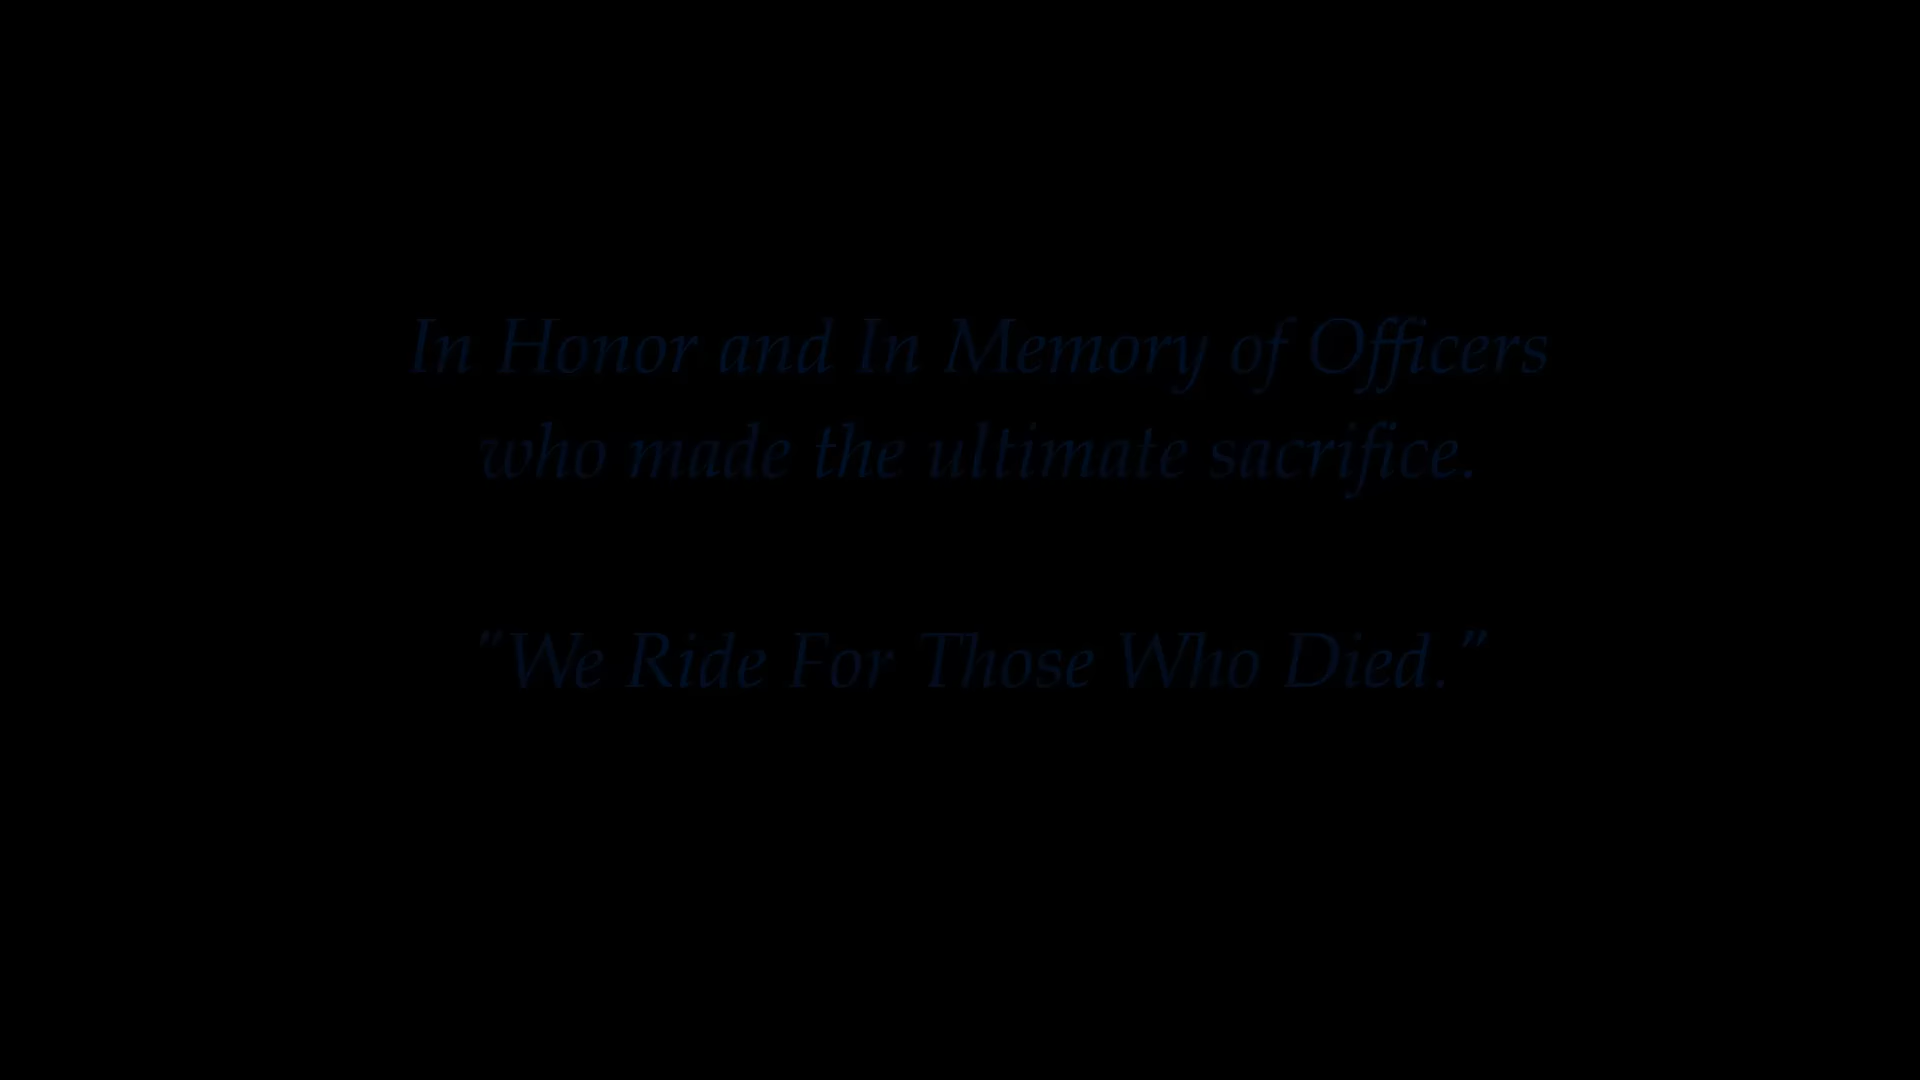 In Honor and In Memory of Officers
who made the ultimate sacrifice.
"We Ride For Those Who Died."